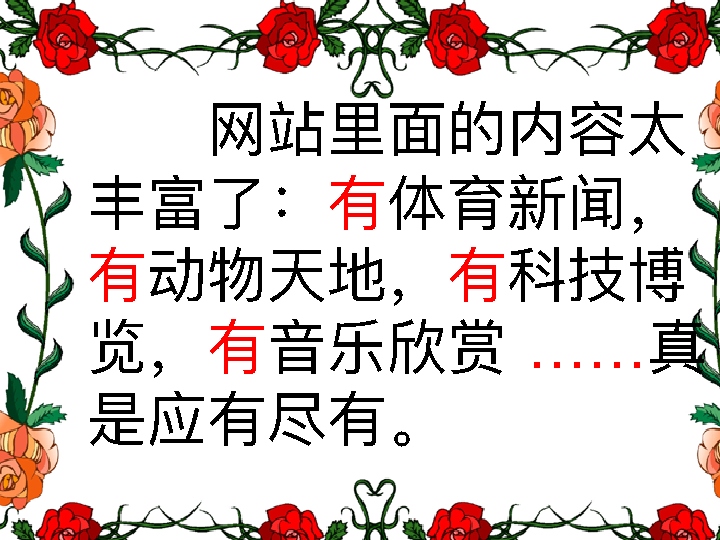 网站里面的内容太
丰富了：有体育新闻，
有动物天地，有科技博
览，有音乐欣赏 ……真
是应有尽有。